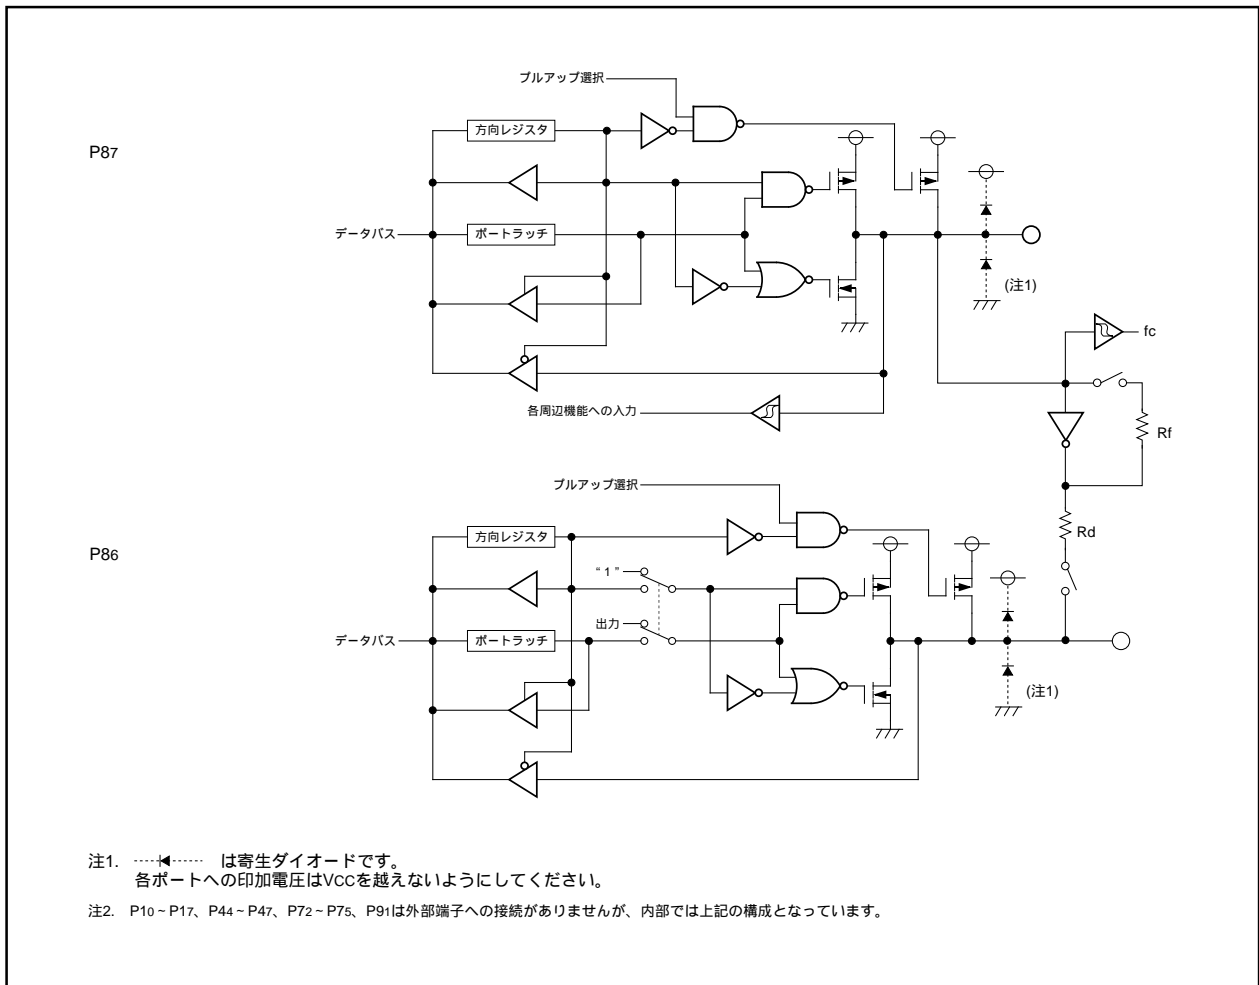 プルアップ選択
方向レジスタ
P87
データバス
ポートラッチ
(注1)
fc
各周辺機能への入力
Rf
プルアップ選択
Rd
方向レジスタ
P86
“1”
出力
データバス
ポートラッチ
(注1)
注1. は寄生ダイオードです。
各ポートへの印加電圧はVCCを越えないようにしてください。
注2. P10~P17、P44~P47、P72~P75、P91は外部端子への接続がありませんが、内部では上記の構成となっています。